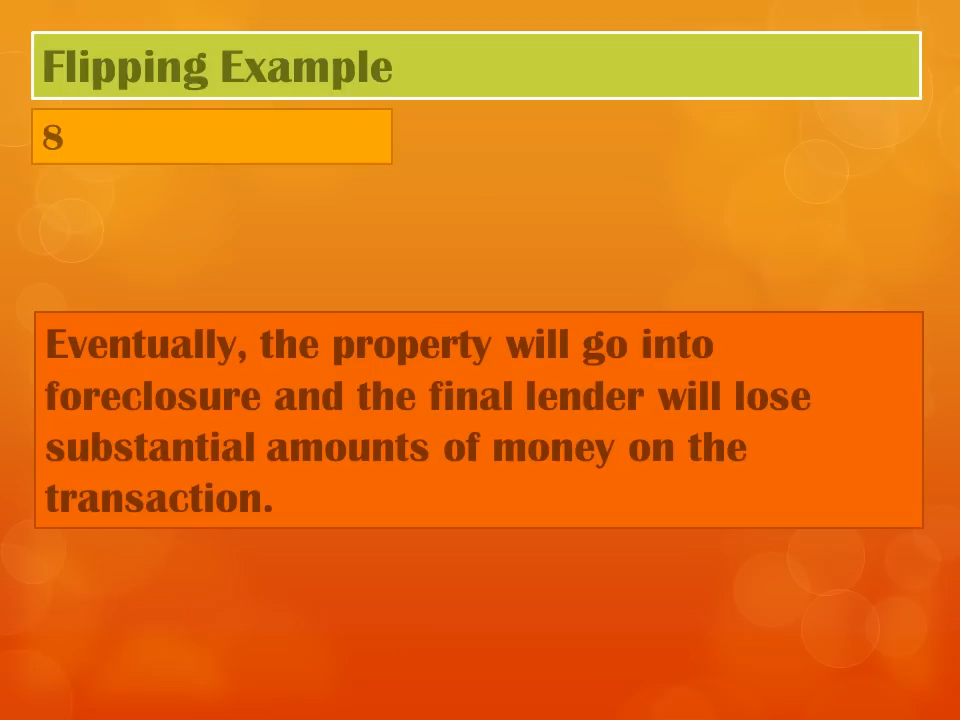 Flipping Example
8
Eventually, the property will go into
foreclosure and the final lender will lose
substantial amounts of money on the
transaction.